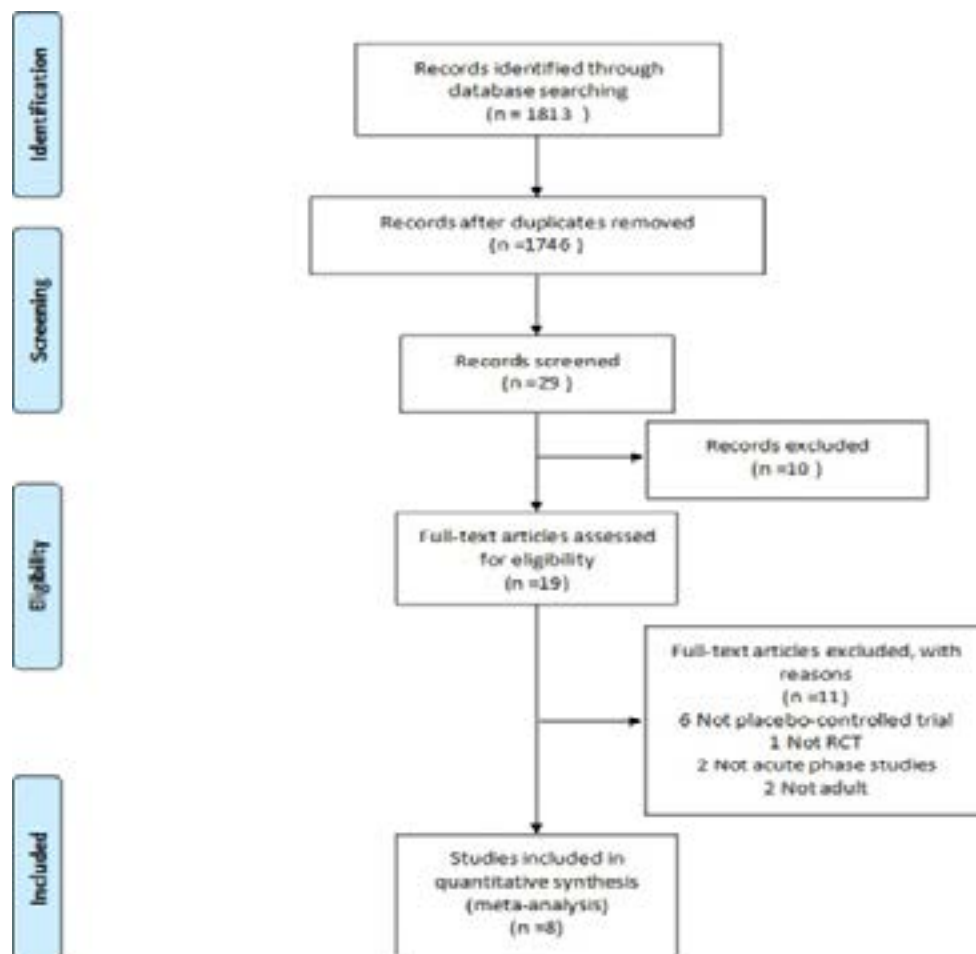 Identification
Records identified through
database searching
(n = 1813 )
Records after duplicates removed
(n =1746 )
Screening
Records screened
(n =29 )
Records excluded
(n =10 )
Eligibility
Full-text articles assessed
for eligibility
(n =19)
Full-text articles excluded, with
reasons
(n =11)
6 Not placebo-controlled trial
1 Not RCT
2 Not acute phase studies
2 Not adult
Included
Studies included in
quantitative synthesis
(meta-analysis)
(n =8)